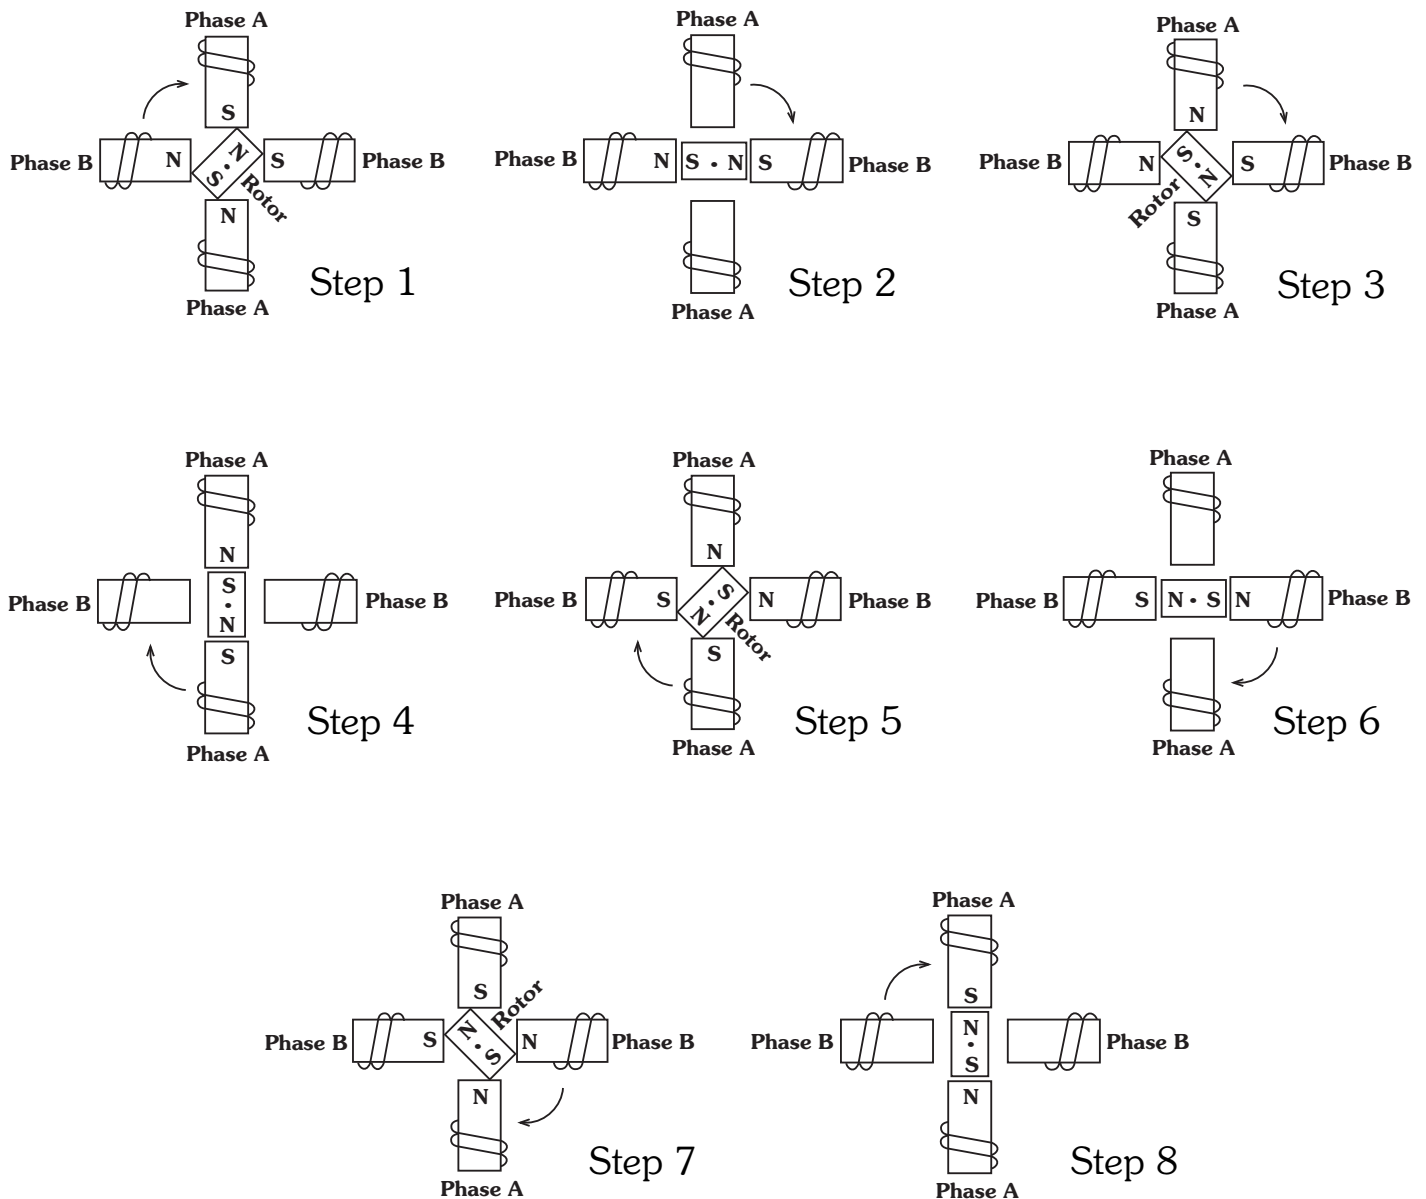 Phase A
S
Phase B N N S Phase B
S Rotor
N
Phase A
Step 1
Phase A
Phase B N S N S Phase B
Phase A
Step 2
Phase A
N
Phase B N S S Phase B
N Rotor
S
Phase A
Step 3
Phase A
N
Phase B S Phase B
N
S
Phase A
Step 4
Phase A
N
Phase B S S N Phase B
N Rotor
S
Phase A
Step 5
Phase A
Phase B S N S N Phase B
Phase A
Step 6
Phase A
S
Rotor
Phase B S N N Phase B
S
N
Phase A
Step 7
Phase A
S
N
Phase B Phase B
S
N
Phase A
Step 8